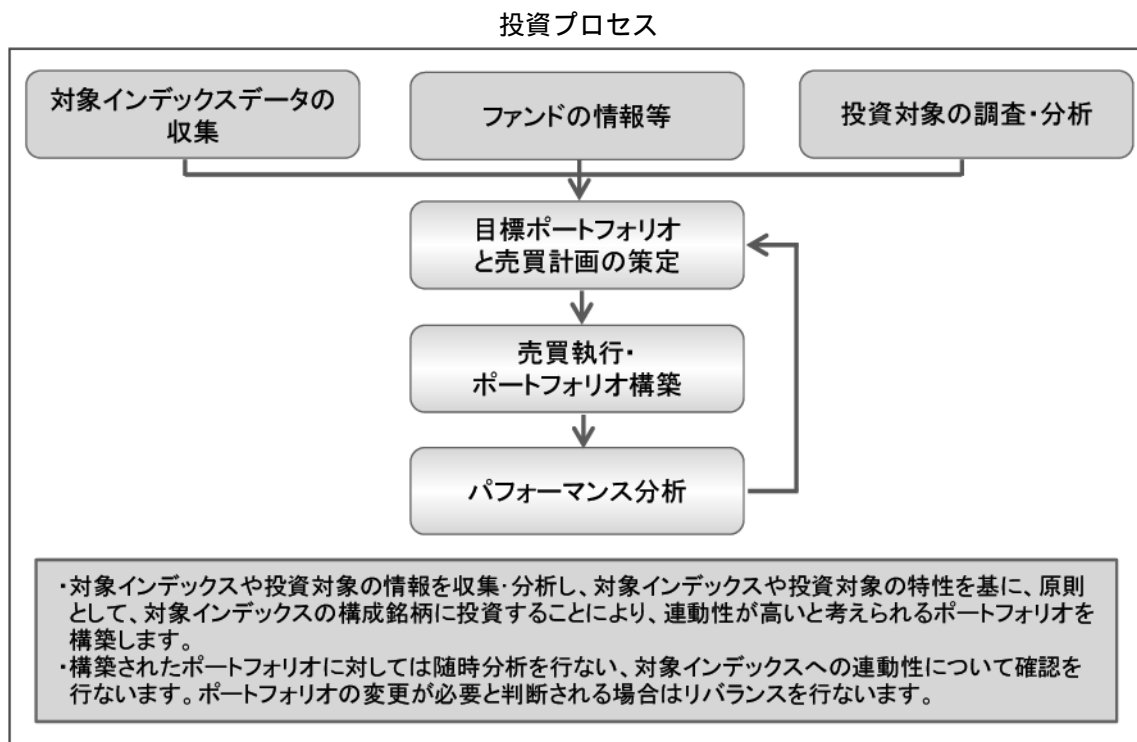 投資プロセス
対象インデックスデータの
収集
ファンドの情報等
投資対象の調査・分析
目標ポートフォリオ
と売買計画の策定
売買執行・
ポートフォリオ構築
パフォーマンス分析
・対象インデックスや投資対象の情報を収集・分析し、対象インデックスや投資対象の特性を基に、原則
として、対象インデックスの構成銘柄に投資することにより、連動性が高いと考えられるポートフォリオを
構築します。
・構築されたポートフォリオに対しては随時分析を行ない、対象インデックスへの連動性について確認を
行ないます。ポートフォリオの変更が必要と判断される場合はリバランスを行ないます。